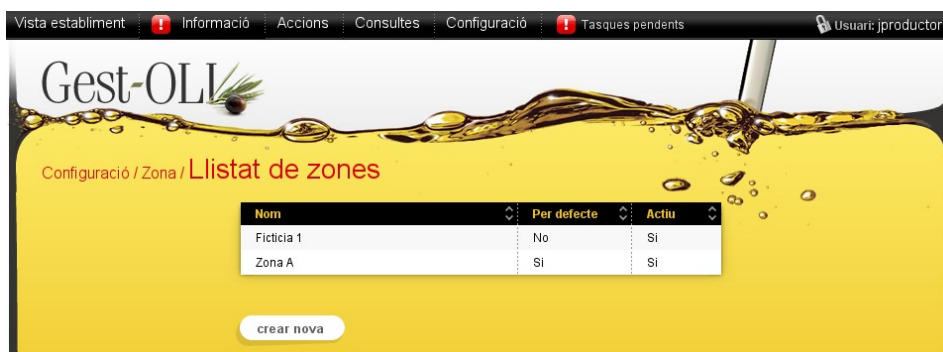 Vista establiment ! Informació Accions Consultes Configuració ! Tasques pendents Usuari: jproductor
Gest-OLI
Configuració / Zona / Llistat de zones
Nom Per defecte Actiu
Ficticia 1 No Si
Zona A Si Si
crear nova